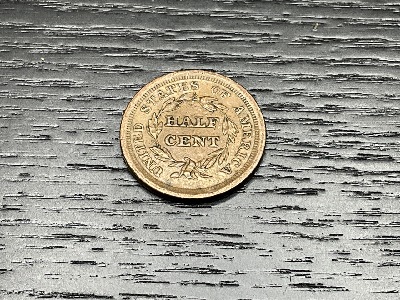 UNITED STATES OF AMERICA
HALF
CENT